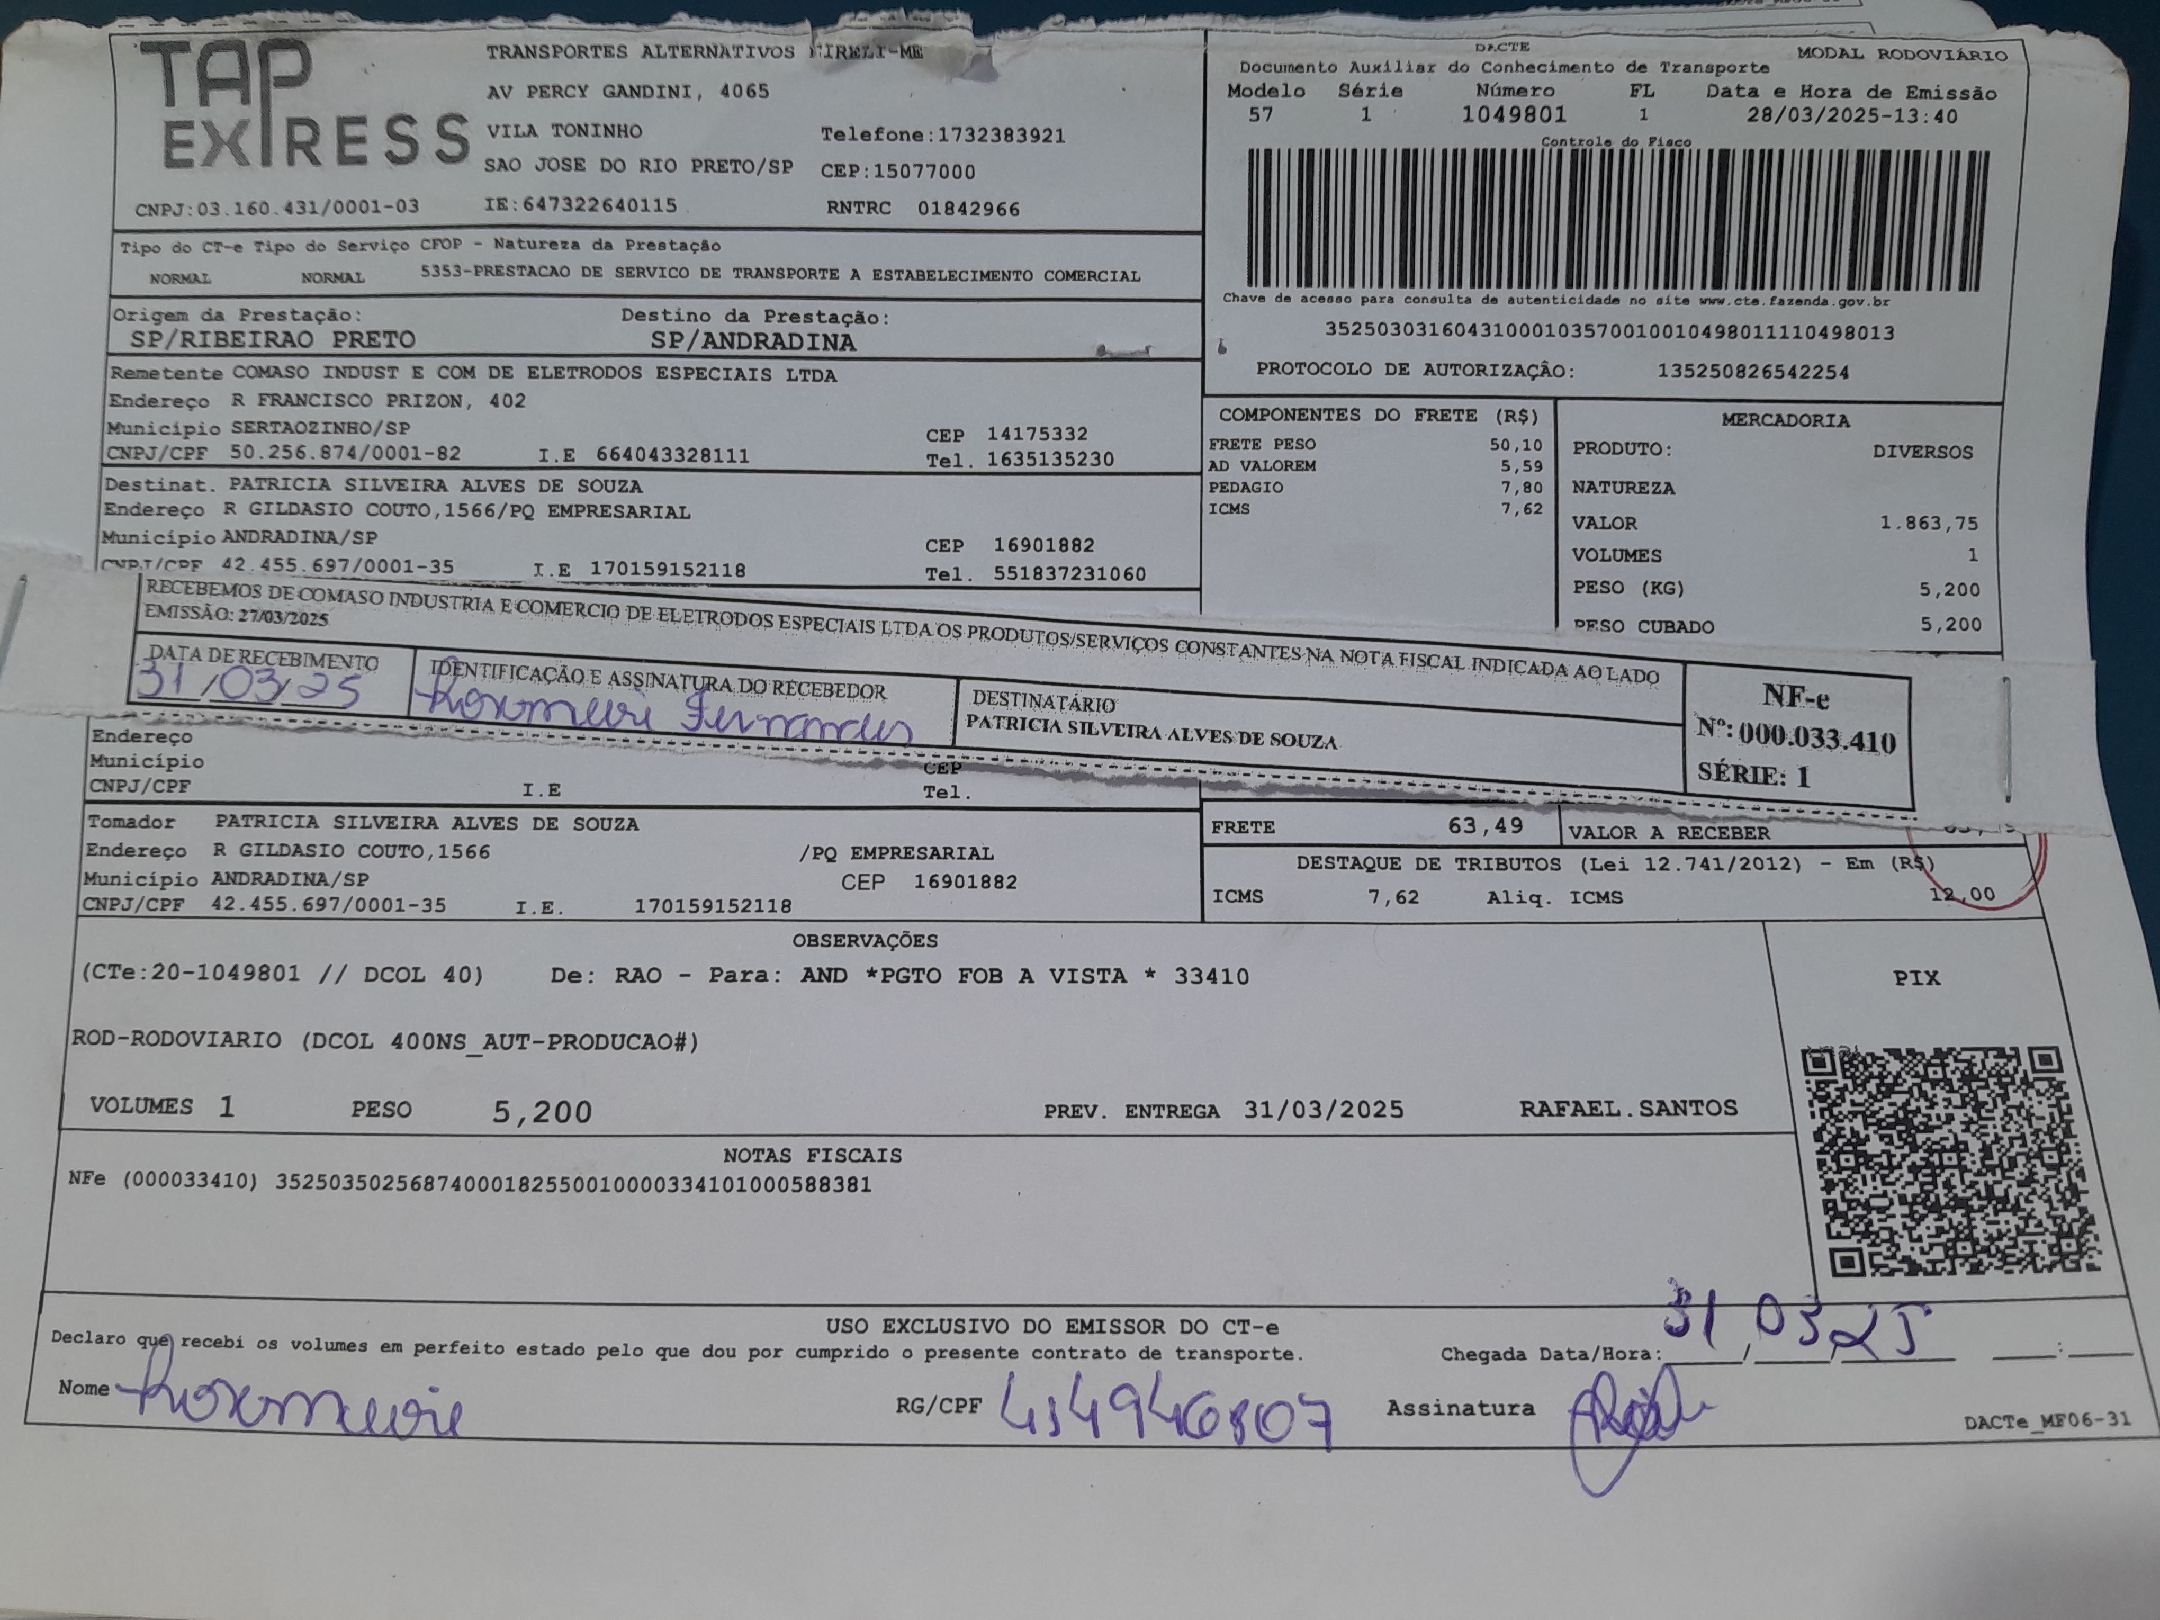 TAP EXPRESS
TRANSPORTES ALTERNATIVOS EIRELI-ME
AV PERCY GANDINI, 4065
VILA TONINHO
Telefone:1732383921
SAO JOSE DO RIO PRETO/SP CEP:15077000
CNPJ:03.160.431/0001-03 IE:647322640115 RNTRC 01842966
DACTE
MODAL RODOVIÁRIO
Documento Auxiliar do Conhecimento de Transporte
Modelo Série Número FL Data e Hora de Emissão
57 1 1049801 1 28/03/2025-13:40
Controle do Fisco
Chave de acesso para consulta de autenticidade no site www.cte.fazenda.gov.br
35250303160431000103570010010498011110498013
PROTOCOLO DE AUTORIZAÇÃO: 135250826542254
Tipo do CT-e Tipo do Serviço CFOP - Natureza da Prestação
NORMAL NORMAL 5353-PRESTACAO DE SERVICO DE TRANSPORTE A ESTABELECIMENTO COMERCIAL
Origem da Prestação: Destino da Prestação:
SP/RIBEIRAO PRETO SP/ANDRADINA
Remetente COMASO INDUST E COM DE ELETRODOS ESPECIAIS LTDA
Endereço R FRANCISCO PRIZON, 402
Município SERTAOZINHO/SP CEP 14175332
CNPJ/CPF 50.256.874/0001-82 I.E 664043328111 Tel. 1635135230
Destinat. PATRICIA SILVEIRA ALVES DE SOUZA
Endereço R GILDASIO COUTO,1566/PQ EMPRESARIAL
Município ANDRADINA/SP CEP 16901882
CNPJ/CPF 42.455.697/0001-35 I.E 170159152118 Tel. 551837231060
COMPONENTES DO FRETE (R$)
FRETE PESO 50,10
AD VALOREM 5,59
PEDAGIO 7,80
ICMS 7,62
MERCADORIA
PRODUTO: DIVERSOS
NATUREZA
VALOR 1.863,75
VOLUMES 1
PESO (KG) 5,200
PESO CUBADO 5,200
RECEBEMOS DE COMASO INDUSTRIA E COMERCIO DE ELETRODOS ESPECIAIS LTDA OS PRODUTOS/SERVIÇOS CONSTANTES NA NOTA FISCAL INDICADA AO LADO
EMISSÃO: 27/03/2025
DATA DE RECEBIMENTO
31/03/25
IDENTIFICAÇÃO E ASSINATURA DO RECEBEDOR
Rosimeire Fernandes
DESTINATÁRIO
PATRICIA SILVEIRA ALVES DE SOUZA
NF-e
Nº: 000.033.410
SÉRIE: 1
Endereço
Município CEP
CNPJ/CPF I.E Tel.
Tomador PATRICIA SILVEIRA ALVES DE SOUZA
Endereço R GILDASIO COUTO,1566 /PQ EMPRESARIAL
Município ANDRADINA/SP CEP 16901882
CNPJ/CPF 42.455.697/0001-35 I.E. 170159152118
FRETE 63,49 VALOR A RECEBER
DESTAQUE DE TRIBUTOS (Lei 12.741/2012) - Em (R$)
ICMS 7,62 Aliq. ICMS 12,00
OBSERVAÇÕES
(CTe:20-1049801 // DCOL 40) De: RAO - Para: AND *PGTO FOB A VISTA * 33410
ROD-RODOVIARIO (DCOL 400NS_AUT-PRODUCAO#)
PIX
VOLUMES 1 PESO 5,200 PREV. ENTREGA 31/03/2025 RAFAEL.SANTOS
NOTAS FISCAIS
NFe (000033410) 35250350256874000182550010000334101000588381
USO EXCLUSIVO DO EMISSOR DO CT-e
Declaro que recebi os volumes em perfeito estado pelo que dou por cumprido o presente contrato de transporte.
Chegada Data/Hora: 31/03/25 :
Nome Rosimeire RG/CPF 434946807 Assinatura
DACTe_MF06-31